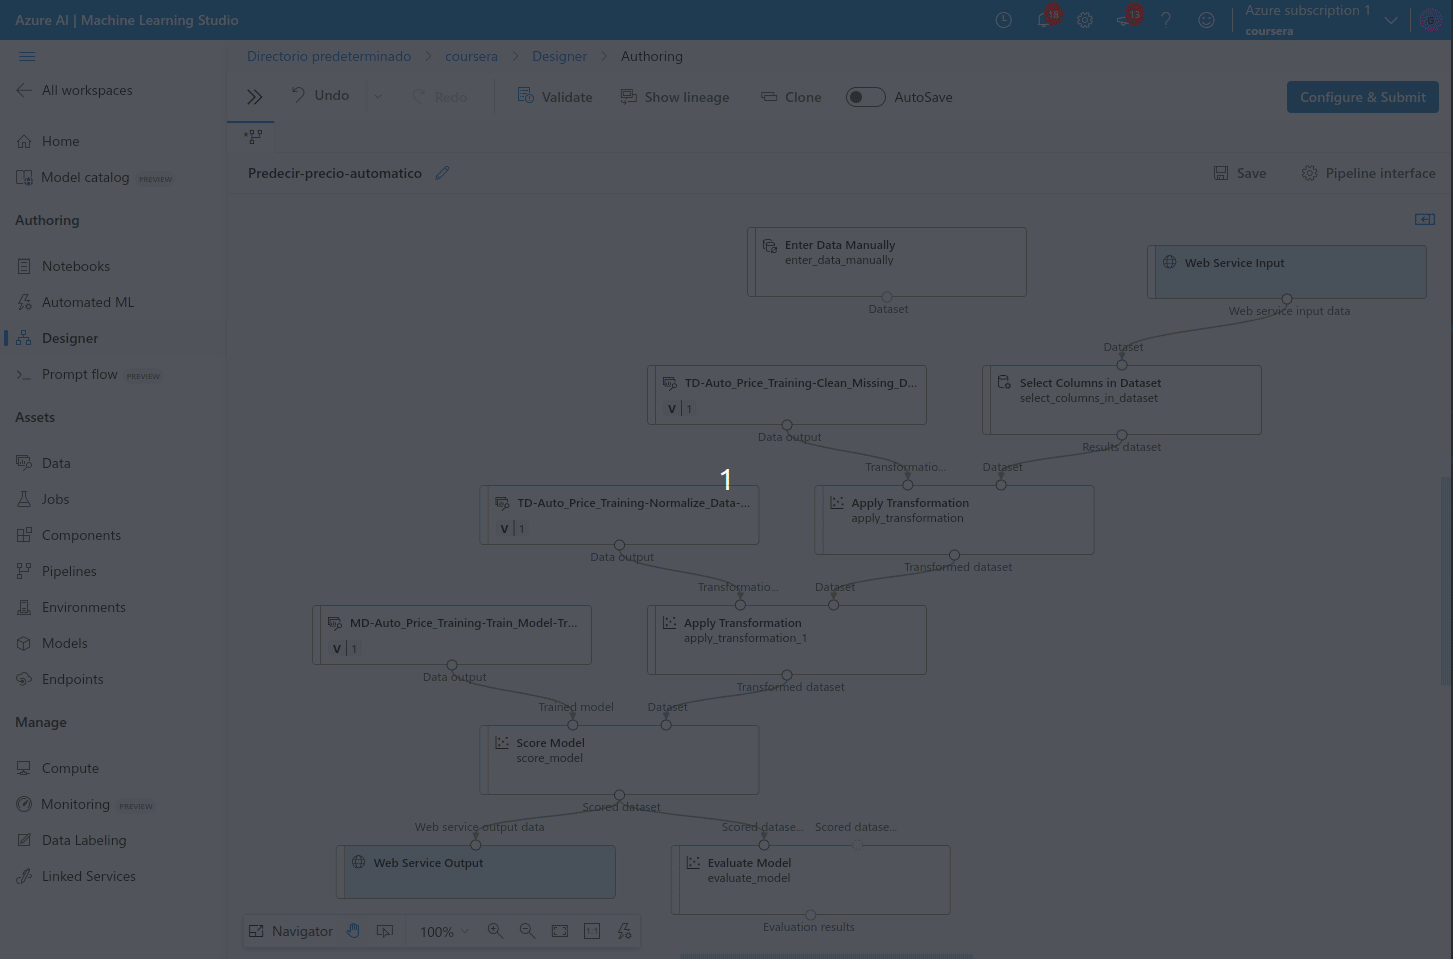 Azure AI | Machine Learning Studio
18
13
Azure subscription 1
coursera
All workspaces
Home
Model catalog PREVIEW
Authoring
Notebooks
Automated ML
Designer
Prompt flow PREVIEW
Assets
Data
Jobs
Components
Pipelines
Environments
Models
Endpoints
Manage
Compute
Monitoring PREVIEW
Data Labeling
Linked Services
Directorio predeterminado > coursera > Designer > Authoring
Undo
Redo
Validate
Show lineage
Clone
AutoSave
Configure & Submit
Predecir-precio-automatico
Save
Pipeline interface
Enter Data Manually
enter_data_manually
Dataset
Web Service Input
Web service input data
Dataset
TD-Auto_Price_Training-Clean_Missing_D...
V | 1
Data output
Select Columns in Dataset
select_columns_in_dataset
Results dataset
Transformatio...
Dataset
1
TD-Auto_Price_Training-Normalize_Data-...
V | 1
Data output
Apply Transformation
apply_transformation
Transformed dataset
Transformatio...
Dataset
MD-Auto_Price_Training-Train_Model-Tr...
V | 1
Data output
Apply Transformation
apply_transformation_1
Transformed dataset
Trained model
Dataset
Score Model
score_model
Scored dataset
Web service output data
Scored datase...
Scored datase...
Web Service Output
Evaluate Model
evaluate_model
Evaluation results
Navigator
100%
1:1